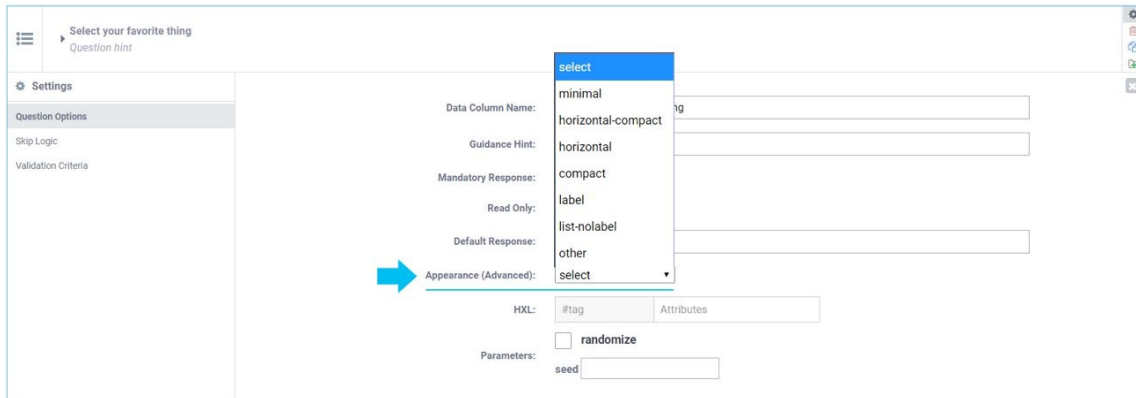 Select your favorite thing
Question hint
Settings
Question Options
Skip Logic
Validation Criteria
select
minimal
horizontal-compact
horizontal
compact
label
list-nolabel
other
Data Column Name: ng
Guidance Hint:
Mandatory Response:
Read Only:
Default Response:
Appearance (Advanced): select
HXL: #tag Attributes
Parameters: randomize
seed